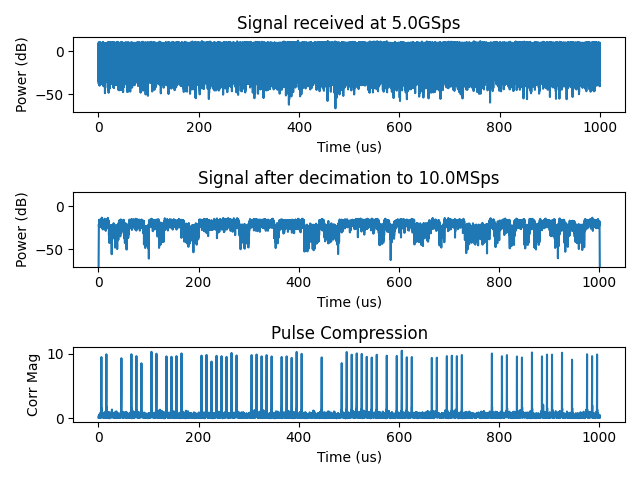 Signal received at 5.0GSps
0
−50
Power (dB)
0 200 400 600 800 1000
Time (us)
Signal after decimation to 10.0MSps
0
−50
Power (dB)
0 200 400 600 800 1000
Time (us)
Pulse Compression
10
0
Corr Mag
0 200 400 600 800 1000
Time (us)